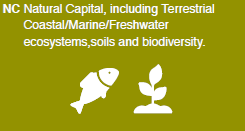 NC Natural Capital, including Terrestrial
Coastal/Marine/Freshwater
ecosystems,soils and biodiversity.